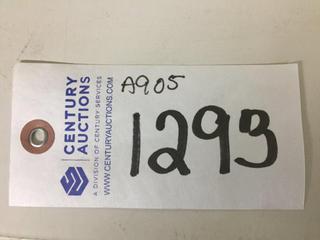 CENTURY
AUCTIONS
A DIVISION OF CENTURY SERVICES
WWW.CENTURYAUCTIONS.COM
A905
1293